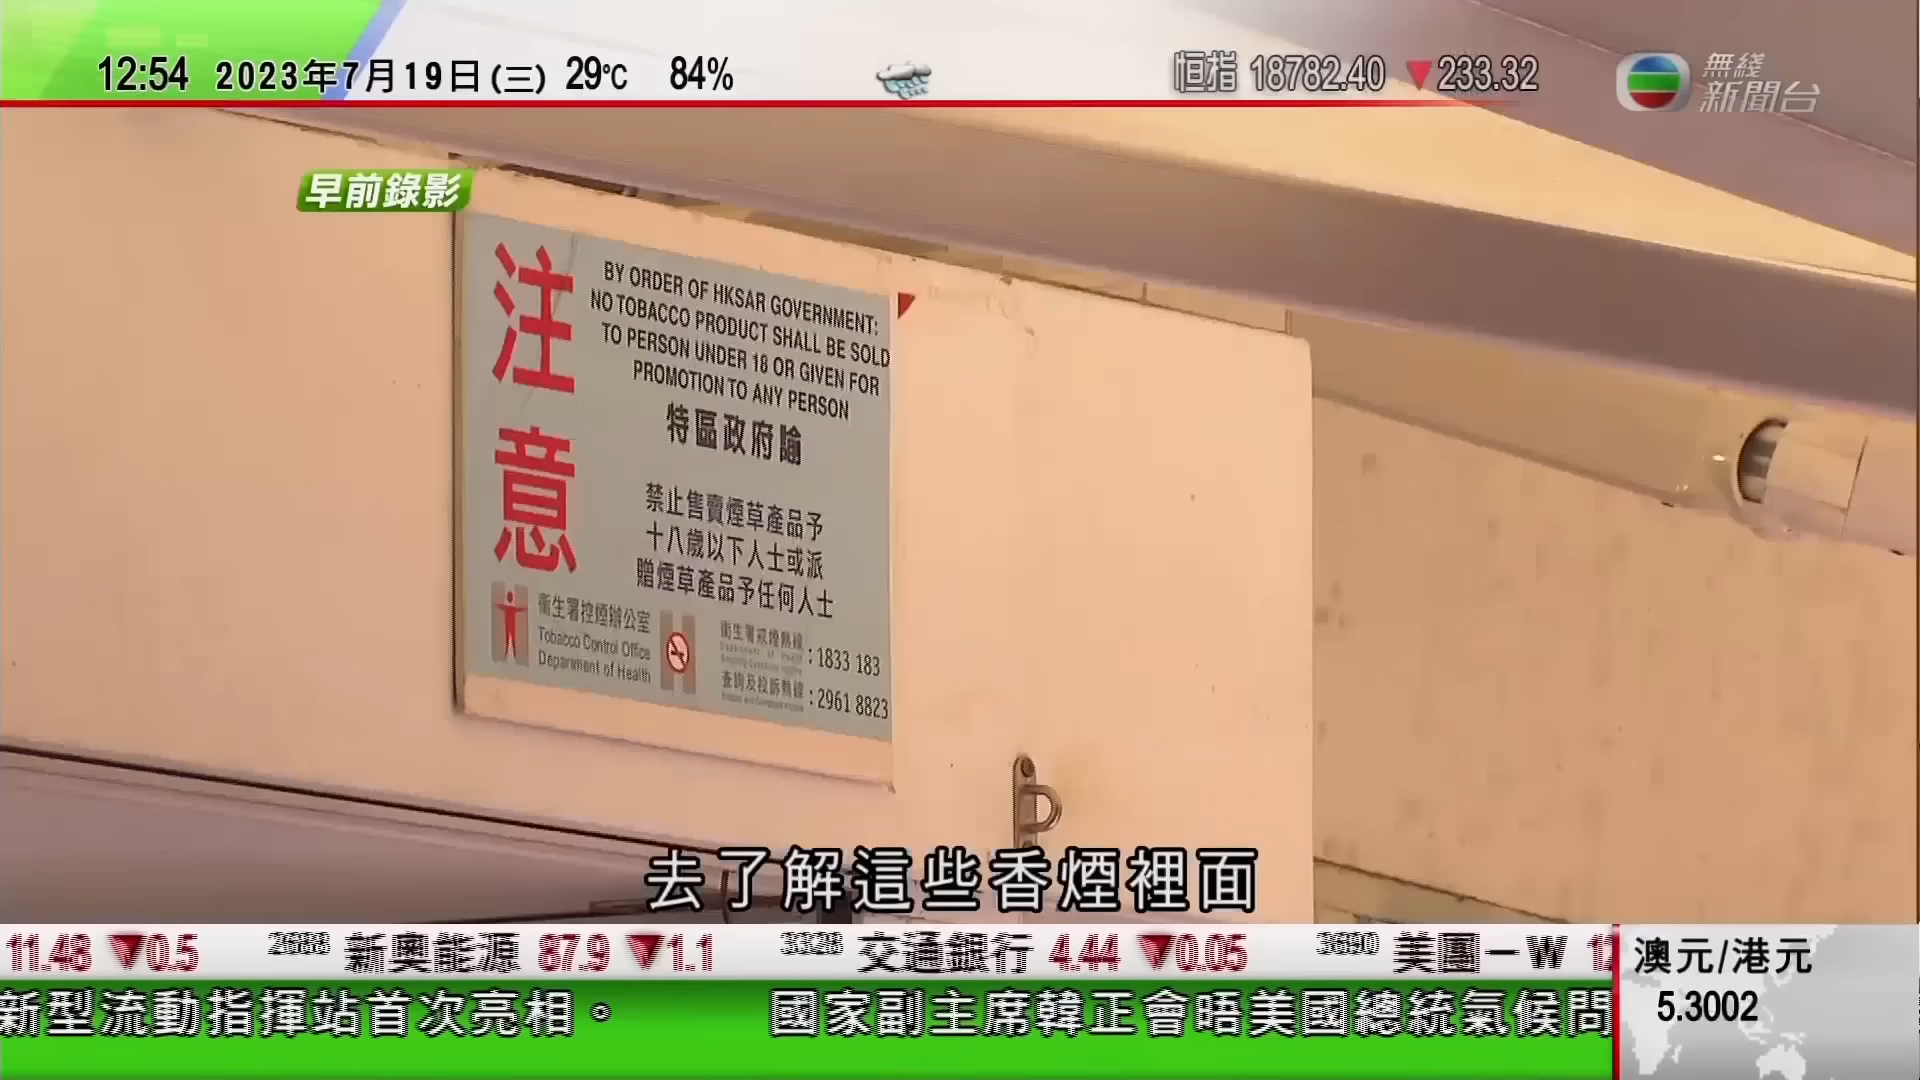 12:54 2023年7月19日(三) 29°C 84%
恒指 18782.40 ▼233.32
無綫
新聞台
早前錄影
注意
BY ORDER OF HKSAR GOVERNMENT:
NO TOBACCO PRODUCT SHALL BE SOLD
TO PERSON UNDER 18 OR GIVEN FOR
PROMOTION TO ANY PERSON
特區政府諭
禁止售賣煙草產品予
十八歲以下人士或派
贈煙草產品予任何人士
衞生署控煙辦公室
Tobacco Control Office
Department of Health
衞生署戒煙熱線
:1833 183
查詢及投訴熱線
:2961 8823
去了解這些香煙裡面
11.48 ▼0.5 2688 新奧能源 87.9 ▼1.1 3328 交通銀行 4.44 ▼0.05 3690 美團－W
新型流動指揮站首次亮相。 國家副主席韓正會晤美國總統氣候問
澳元/港元
5.3002